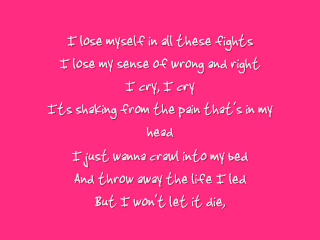 I lose myself in all these fights
I lose my sense of wrong and right
I cry, I cry
Its shaking from the pain that's in my
head
I just wanna crawl into my bed
And throw away the life I led
But I won't let it die,